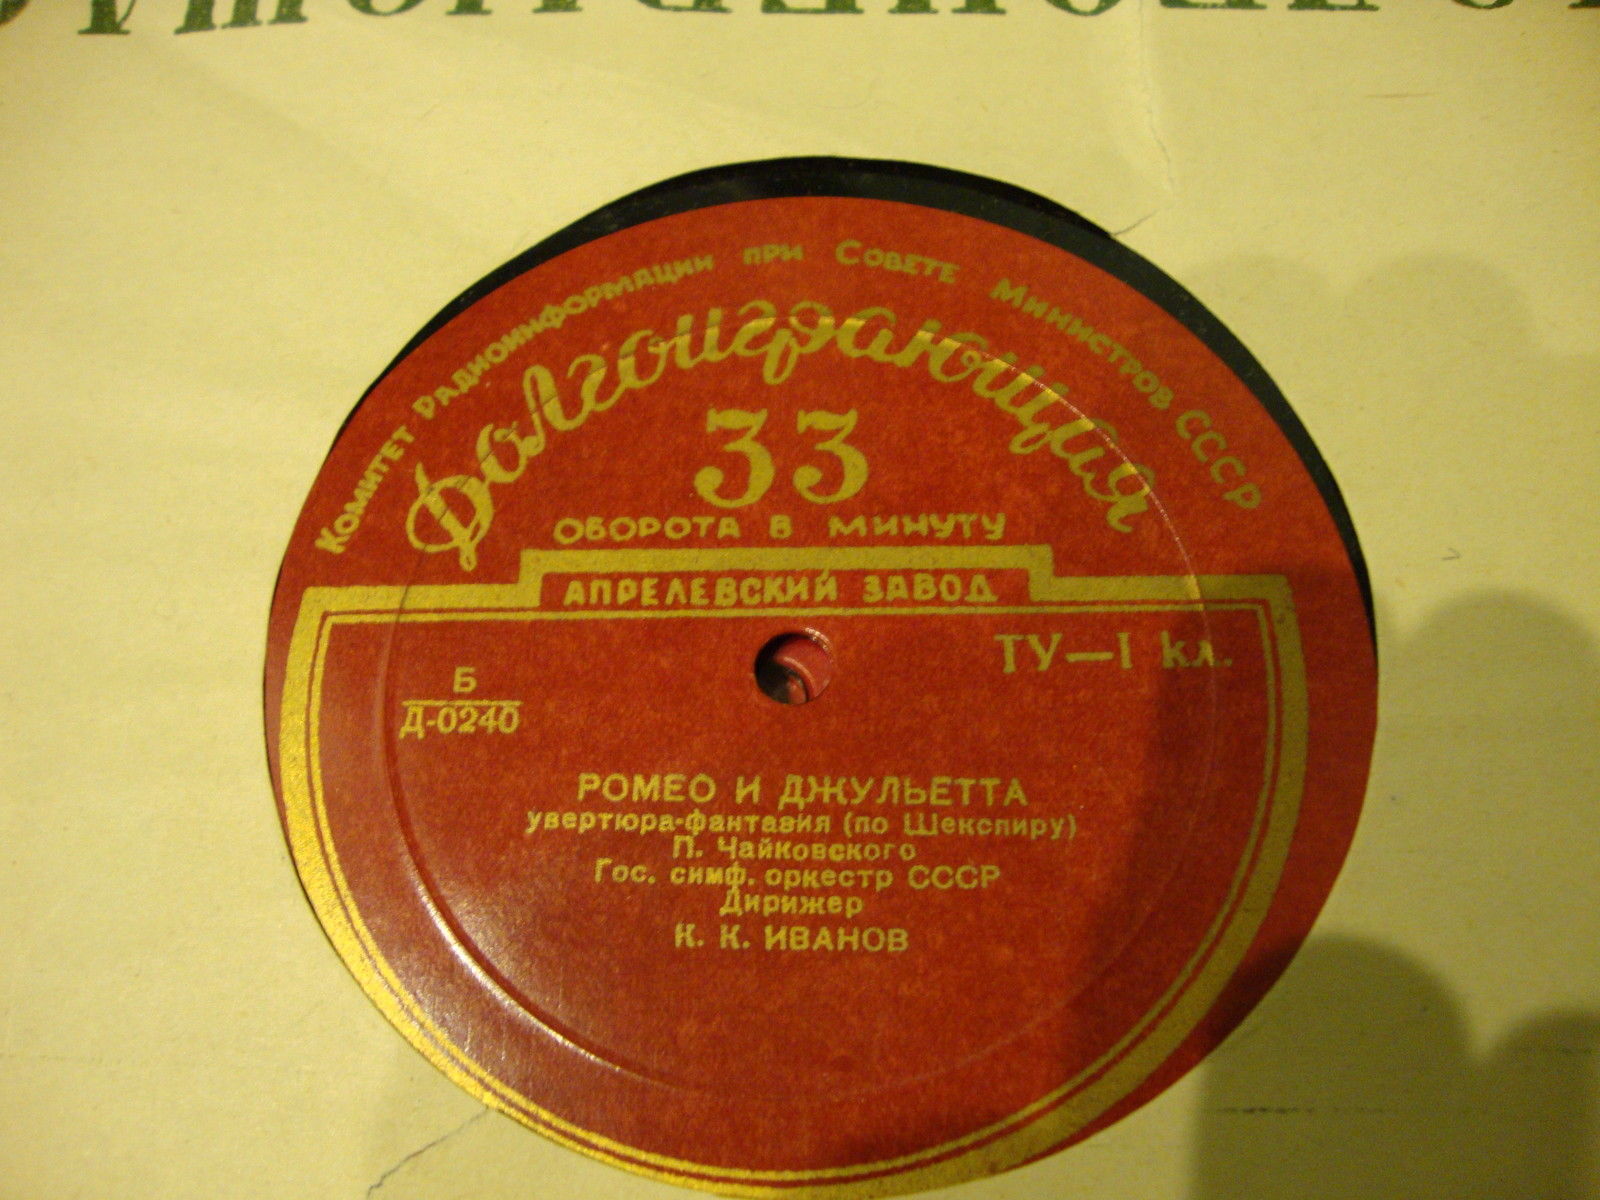 Комитет Радиоинформации при Совете Министров СССР
Долгоиграющая
33
ОБОРОТА В МИНУТУ
АПРЕЛЕВСКИЙ ЗАВОД
ТУ—I кл.
Б
Д-0240
РОМЕО И ДЖУЛЬЕТТА
увертюра-фантазия (по Шекспиру)
П. Чайковского
Гос. симф. оркестр СССР
Дирижер
К. К. ИВАНОВ